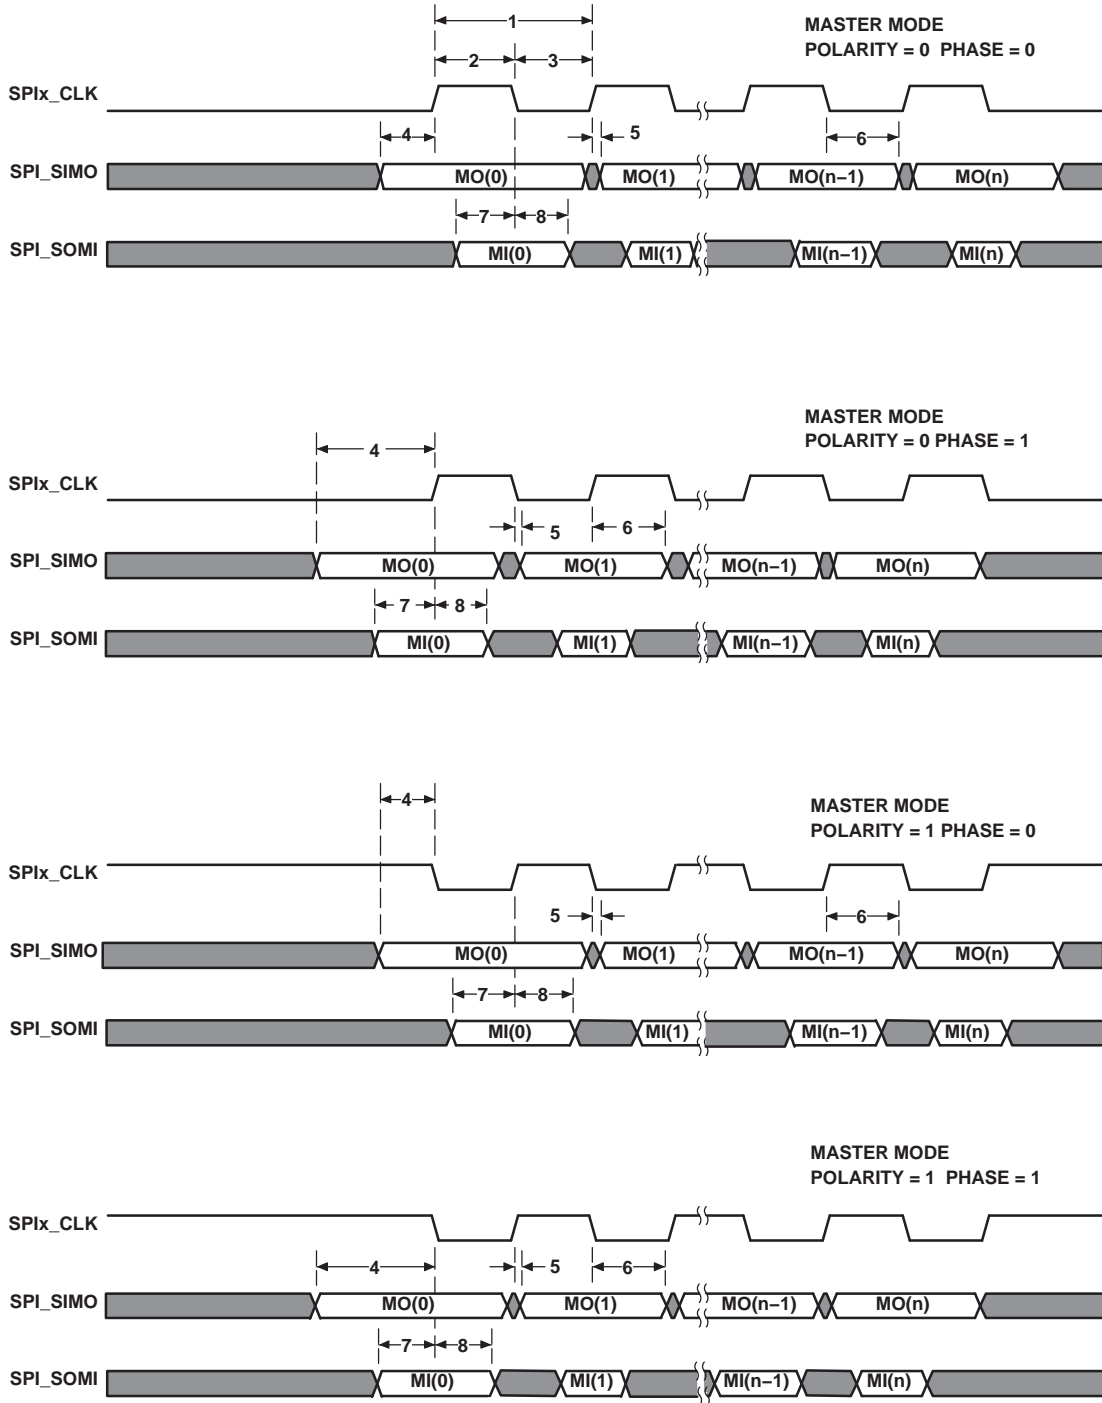 1
MASTER MODE
POLARITY = 0 PHASE = 0
2 3
SPIx_CLK
4 5 6
SPI_SIMO MO(0) MO(1) MO(n−1) MO(n)
7 8
SPI_SOMI MI(0) MI(1) MI(n−1) MI(n)
MASTER MODE
POLARITY = 0 PHASE = 1
4
SPIx_CLK
5 6
SPI_SIMO MO(0) MO(1) MO(n−1) MO(n)
7 8
SPI_SOMI MI(0) MI(1) MI(n−1) MI(n)
4
MASTER MODE
POLARITY = 1 PHASE = 0
SPIx_CLK
5 6
SPI_SIMO MO(0) MO(1) MO(n−1) MO(n)
7 8
SPI_SOMI MI(0) MI(1) MI(n−1) MI(n)
MASTER MODE
POLARITY = 1 PHASE = 1
SPIx_CLK
4 5 6
SPI_SIMO MO(0) MO(1) MO(n−1) MO(n)
7 8
SPI_SOMI MI(0) MI(1) MI(n−1) MI(n)